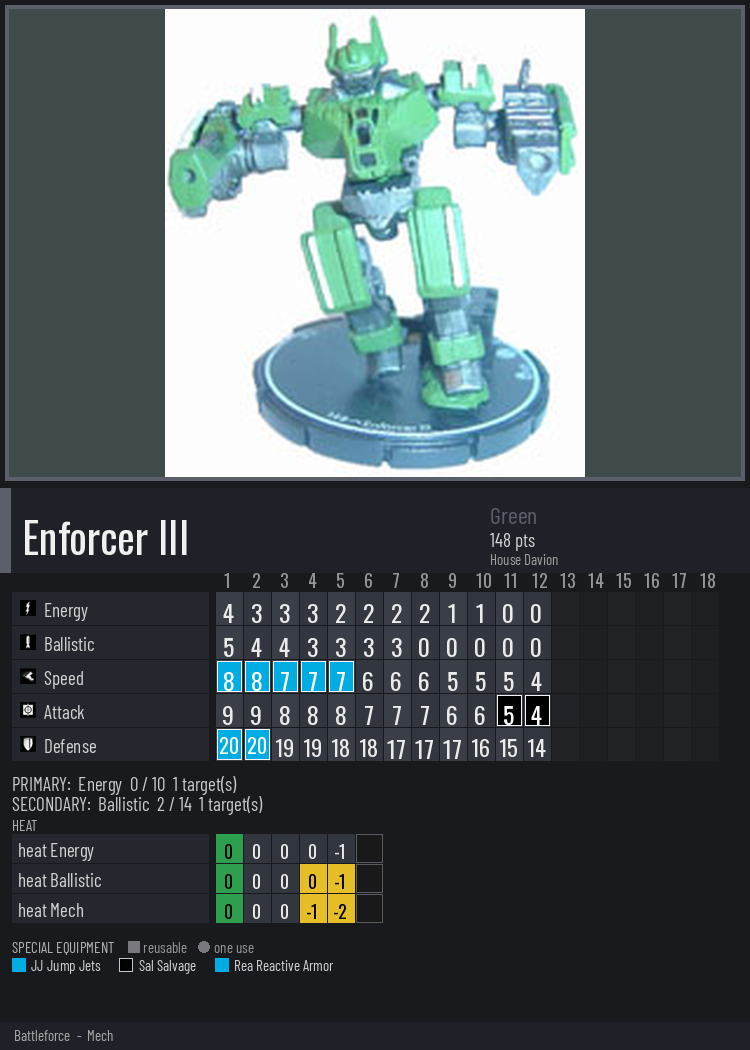 Enforcer III
Green
148 pts
House Davion
1 2 3 4 5 6 7 8 9 10 11 12 13 14 15 16 17 18
Energy 4 3 3 3 2 2 2 2 1 1 0 0
Ballistic 5 4 4 3 3 3 3 0 0 0 0 0
Speed 8 8 7 7 7 6 6 6 5 5 5 4
Attack 9 9 8 8 8 7 7 7 6 6 5 4
Defense 20 20 19 19 18 18 17 17 17 16 15 14
PRIMARY: Energy 0 / 10 1 target(s)
SECONDARY: Ballistic 2 / 14 1 target(s)
HEAT
heat Energy 0 0 0 0 -1
heat Ballistic 0 0 0 0 -1
heat Mech 0 0 0 -1 -2
SPECIAL EQUIPMENT reusable one use
JJ Jump Jets Sal Salvage Rea Reactive Armor
Battleforce - Mech